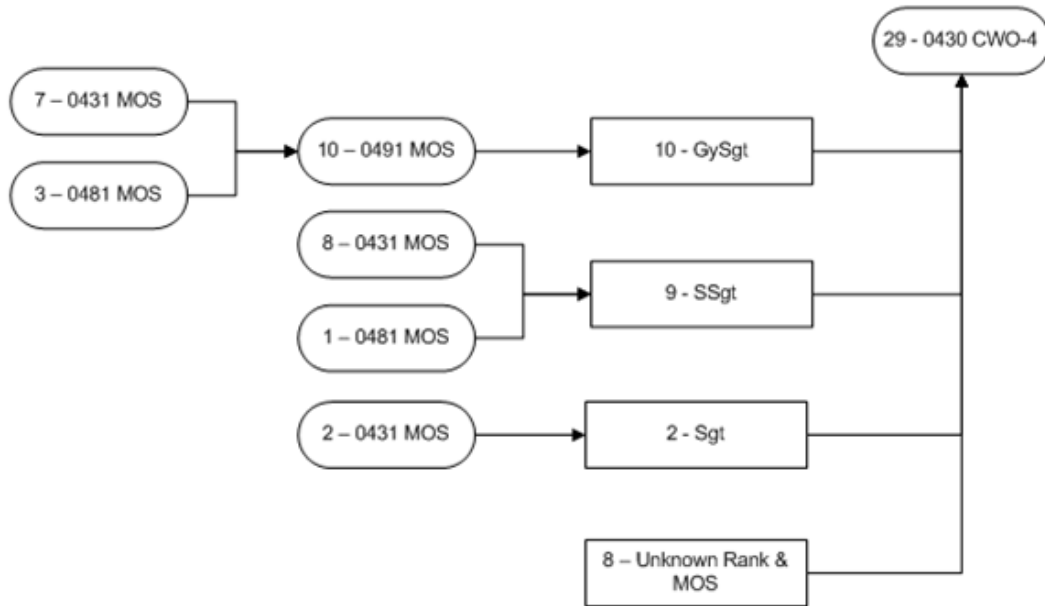 29 - 0430 CWO-4
7 – 0431 MOS
10 – 0491 MOS
10 - GySgt
3 – 0481 MOS
8 – 0431 MOS
9 - SSgt
1 – 0481 MOS
2 – 0431 MOS
2 - Sgt
8 – Unknown Rank &
MOS